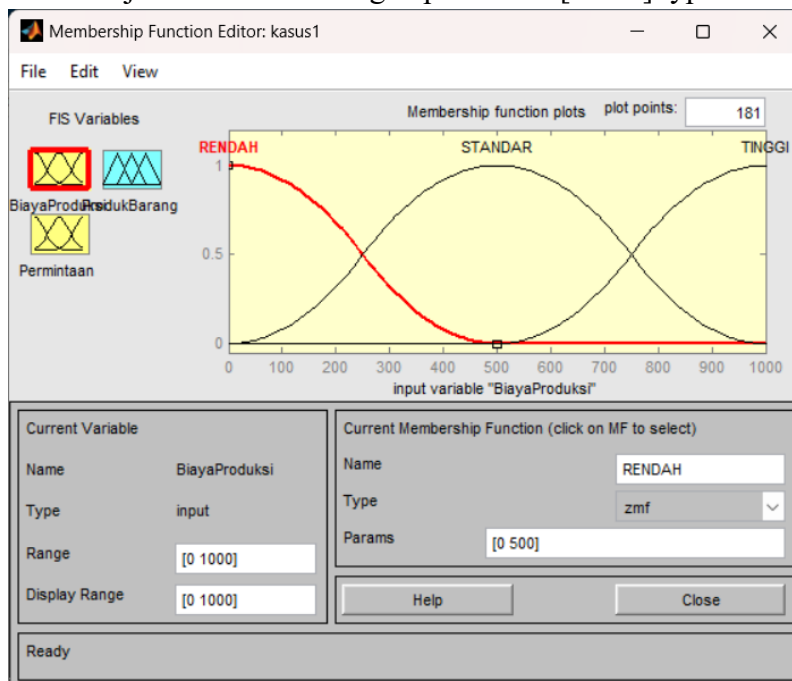 Membership Function Editor: kasus1
File Edit View
FIS Variables
Membership function plots plot points: 181
RENDAH STANDAR TINGGI
1
BiayaProduksi ProdukBarang
0.5
Permintaan
0
0 100 200 300 400 500 600 700 800 900 1000
input variable "BiayaProduksi"
Current Variable
Name BiayaProduksi
Type input
Range [0 1000]
Display Range [0 1000]
Current Membership Function (click on MF to select)
Name RENDAH
Type zmf
Params [0 500]
Help Close
Ready